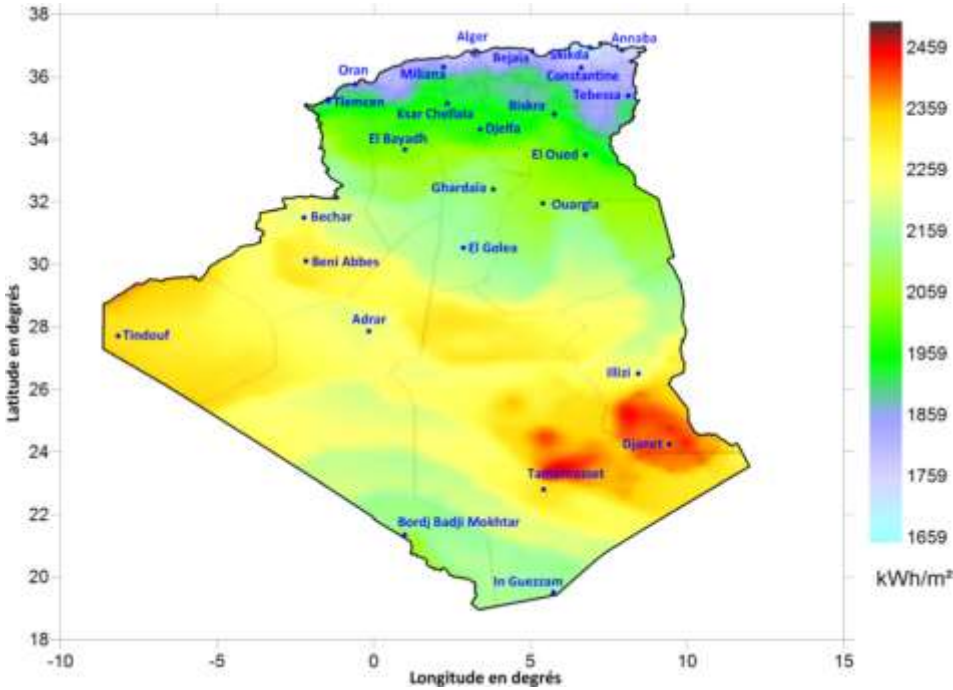 38
36
34
32
30
28
26
24
22
20
18
Latitude en degrés
-10
-5
0
5
10
15
Longitude en degrés
Alger
Annaba
Skikda
Bejaia
Oran
Miliana
Constantine
Tebessa
Tlemcen
Ksar Chellala
Biskra
Djelfa
El Bayadh
El Oued
Ghardaïa
Ouargla
Bechar
El Golea
Beni Abbes
Adrar
Tindouf
Illizi
Djanet
Tamanrasset
Bordj Badji Mokhtar
In Guezzam
2459
2359
2259
2159
2059
1959
1859
1759
1659
kWh/m²